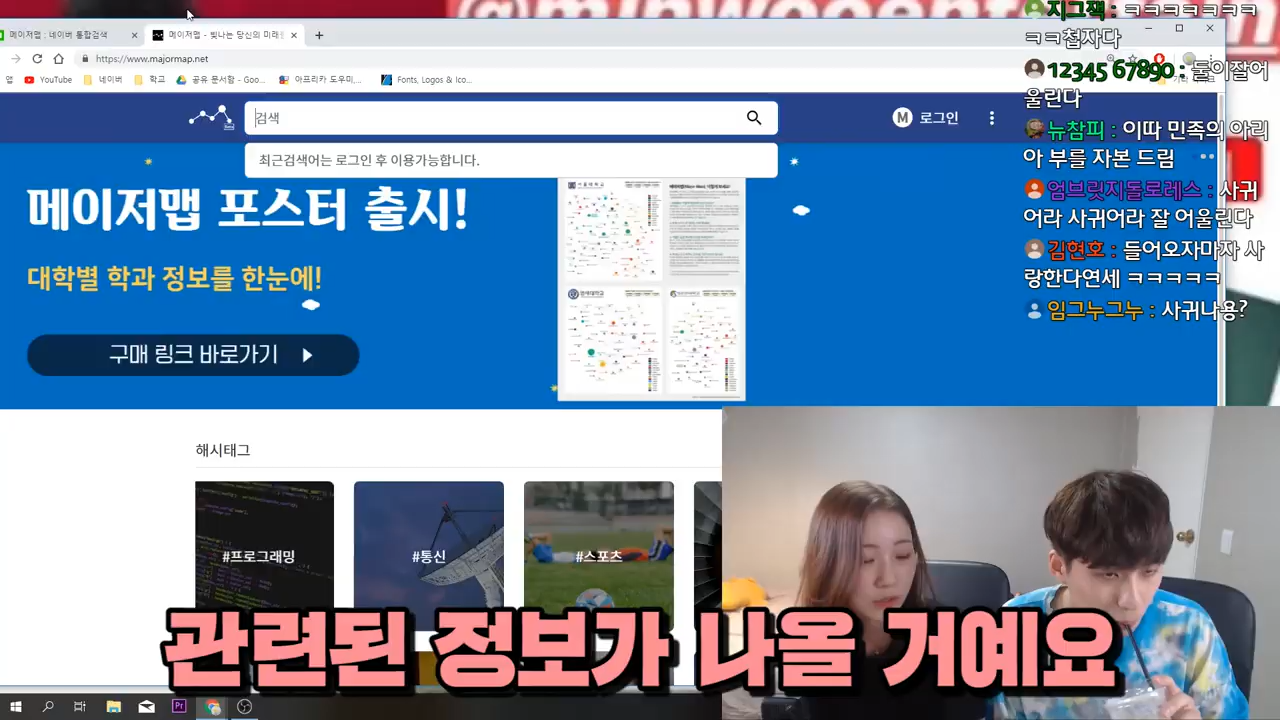 메이저맵 : 네이버 통합검색
메이저맵 - 빛나는 당신의 미래를
https://www.majormap.net
앱 YouTube 네이버 학교 공유 문서함 - Goo... 아프리카 도우미,... Fonts, Logos & Ico...
검색
M 로그인
최근검색어는 로그인 후 이용가능합니다.
메이저맵 포스터 출
대학별 학과 정보를 한눈에!
구매 링크 바로가기
해시태그
#프로그래밍
#통신
#스포츠
지그잭 : ㅋㅋㅋㅋㅋㅋㅋ
ㅋㅋ첩자다
12345 67890 : 둘이잘어
울린다
뉴참피 : 이따 민족의 아리
아 부를 자본 드림
엄브릿지돌로레스 : 사귀
어라 사귀어라 잘 어울린다
김현호 : 들어오자마자 사
랑한다연세 ㅋㅋㅋㅋㅋ
임그누그누 : 사귀나용?
관련된 정보가 나올 거예요
Pr